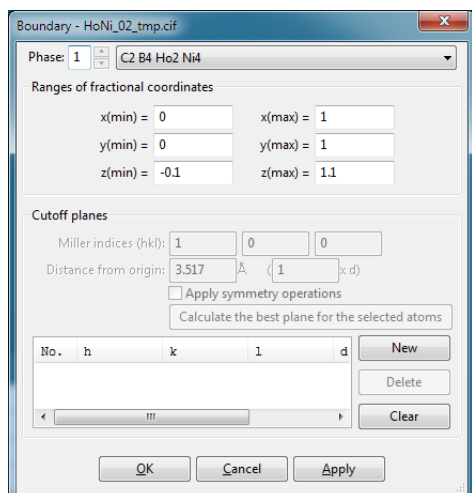 Boundary - HoNi_02_tmp.cif
Phase: 1 C2 B4 Ho2 Ni4
Ranges of fractional coordinates
x(min) = 0 x(max) = 1
y(min) = 0 y(max) = 1
z(min) = -0.1 z(max) = 1.1
Cutoff planes
Miller indices (hkl): 1 0 0
Distance from origin: 3.517 Å ( 1 x d)
Apply symmetry operations
Calculate the best plane for the selected atoms
No. h k l d New
Delete
Clear
OK Cancel Apply